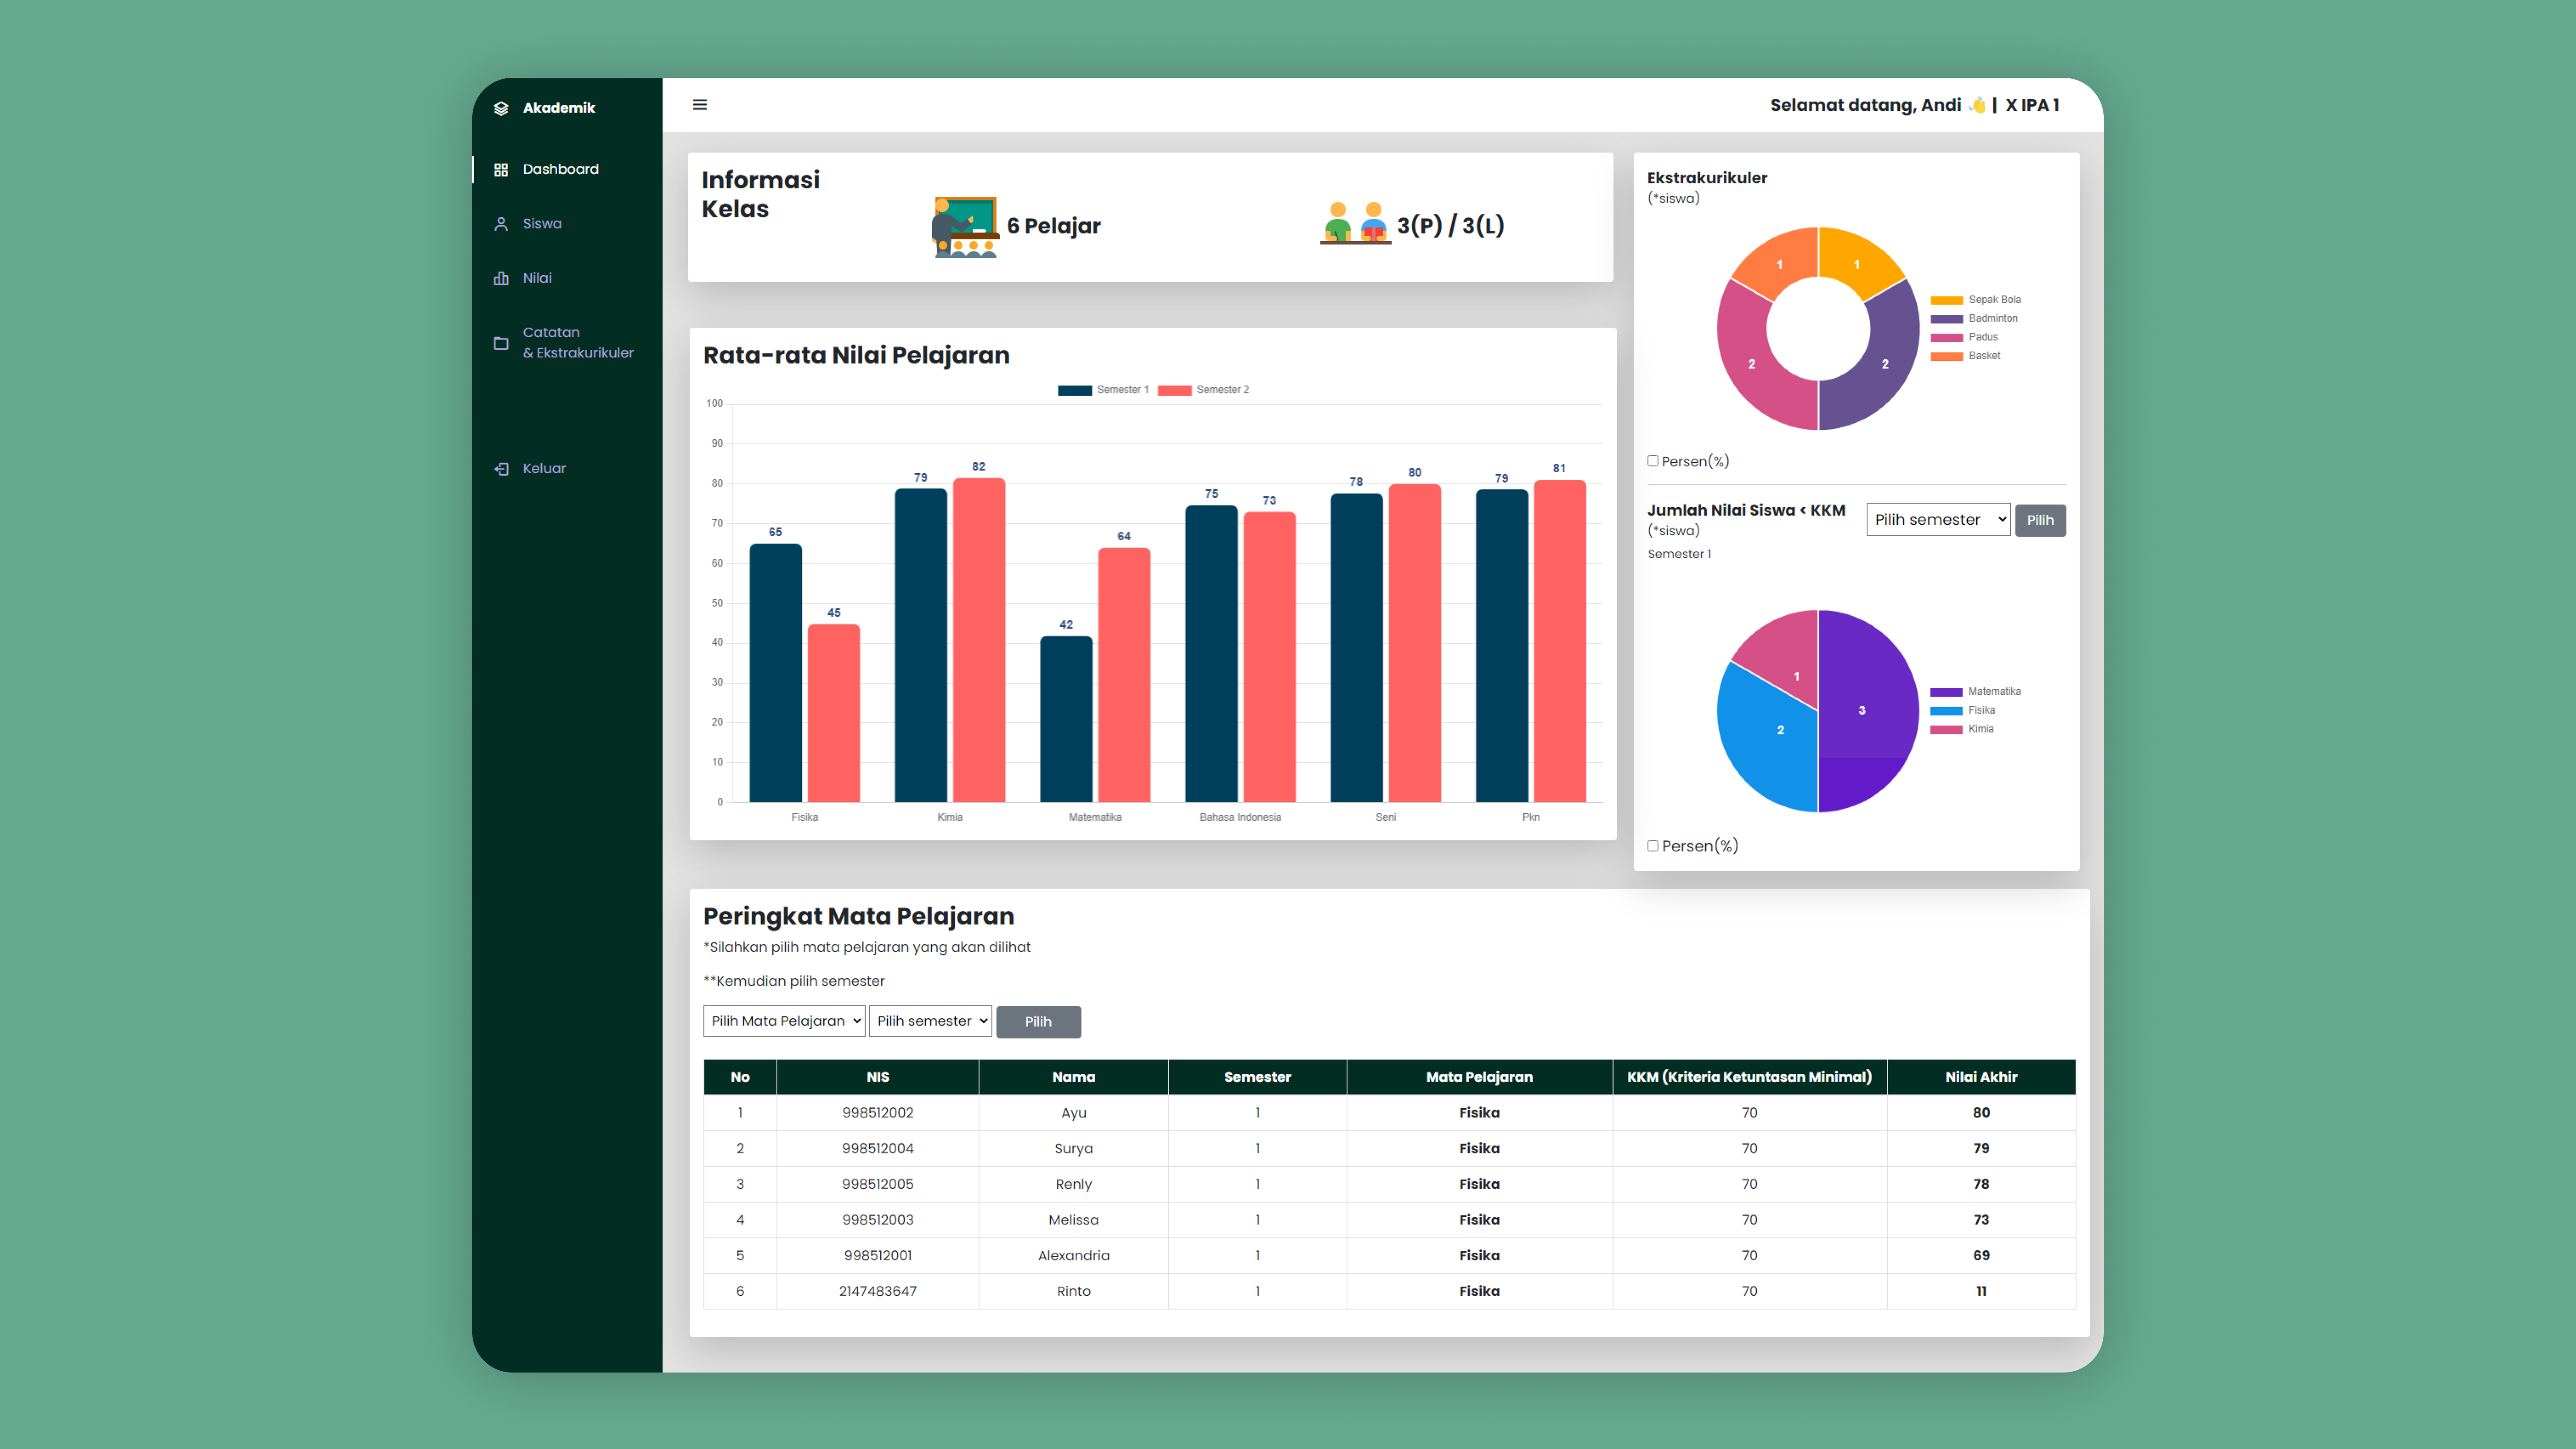 Akademik
Dashboard
Siswa
Nilai
Catatan
& Ekstrakurikuler
Keluar
Selamat datang, Andi 👋 | X IPA 1
Informasi
Kelas
6 Pelajar
3(P) / 3(L)
Rata-rata Nilai Pelajaran
Semester 1 Semester 2
100
90
80
70
60
50
40
30
20
10
0
65 45
79 82
42 64
75 73
78 80
79 81
Fisika Kimia Matematika Bahasa Indonesia Seni Pkn
Ekstrakurikuler
(*siswa)
1 1
2 2
Sepak Bola
Badminton
Padus
Basket
Persen(%)
Jumlah Nilai Siswa < KKM
(*siswa)
Pilih semester Pilih
Semester 1
1
3
2
Matematika
Fisika
Kimia
Persen(%)
Peringkat Mata Pelajaran
*Silahkan pilih mata pelajaran yang akan dilihat
**Kemudian pilih semester
Pilih Mata Pelajaran Pilih semester Pilih
No NIS Nama Semester Mata Pelajaran KKM (Kriteria Ketuntasan Minimal) Nilai Akhir
1 998512002 Ayu 1 Fisika 70 80
2 998512004 Surya 1 Fisika 70 79
3 998512005 Renly 1 Fisika 70 78
4 998512003 Melissa 1 Fisika 70 73
5 998512001 Alexandria 1 Fisika 70 69
6 2147483647 Rinto 1 Fisika 70 11